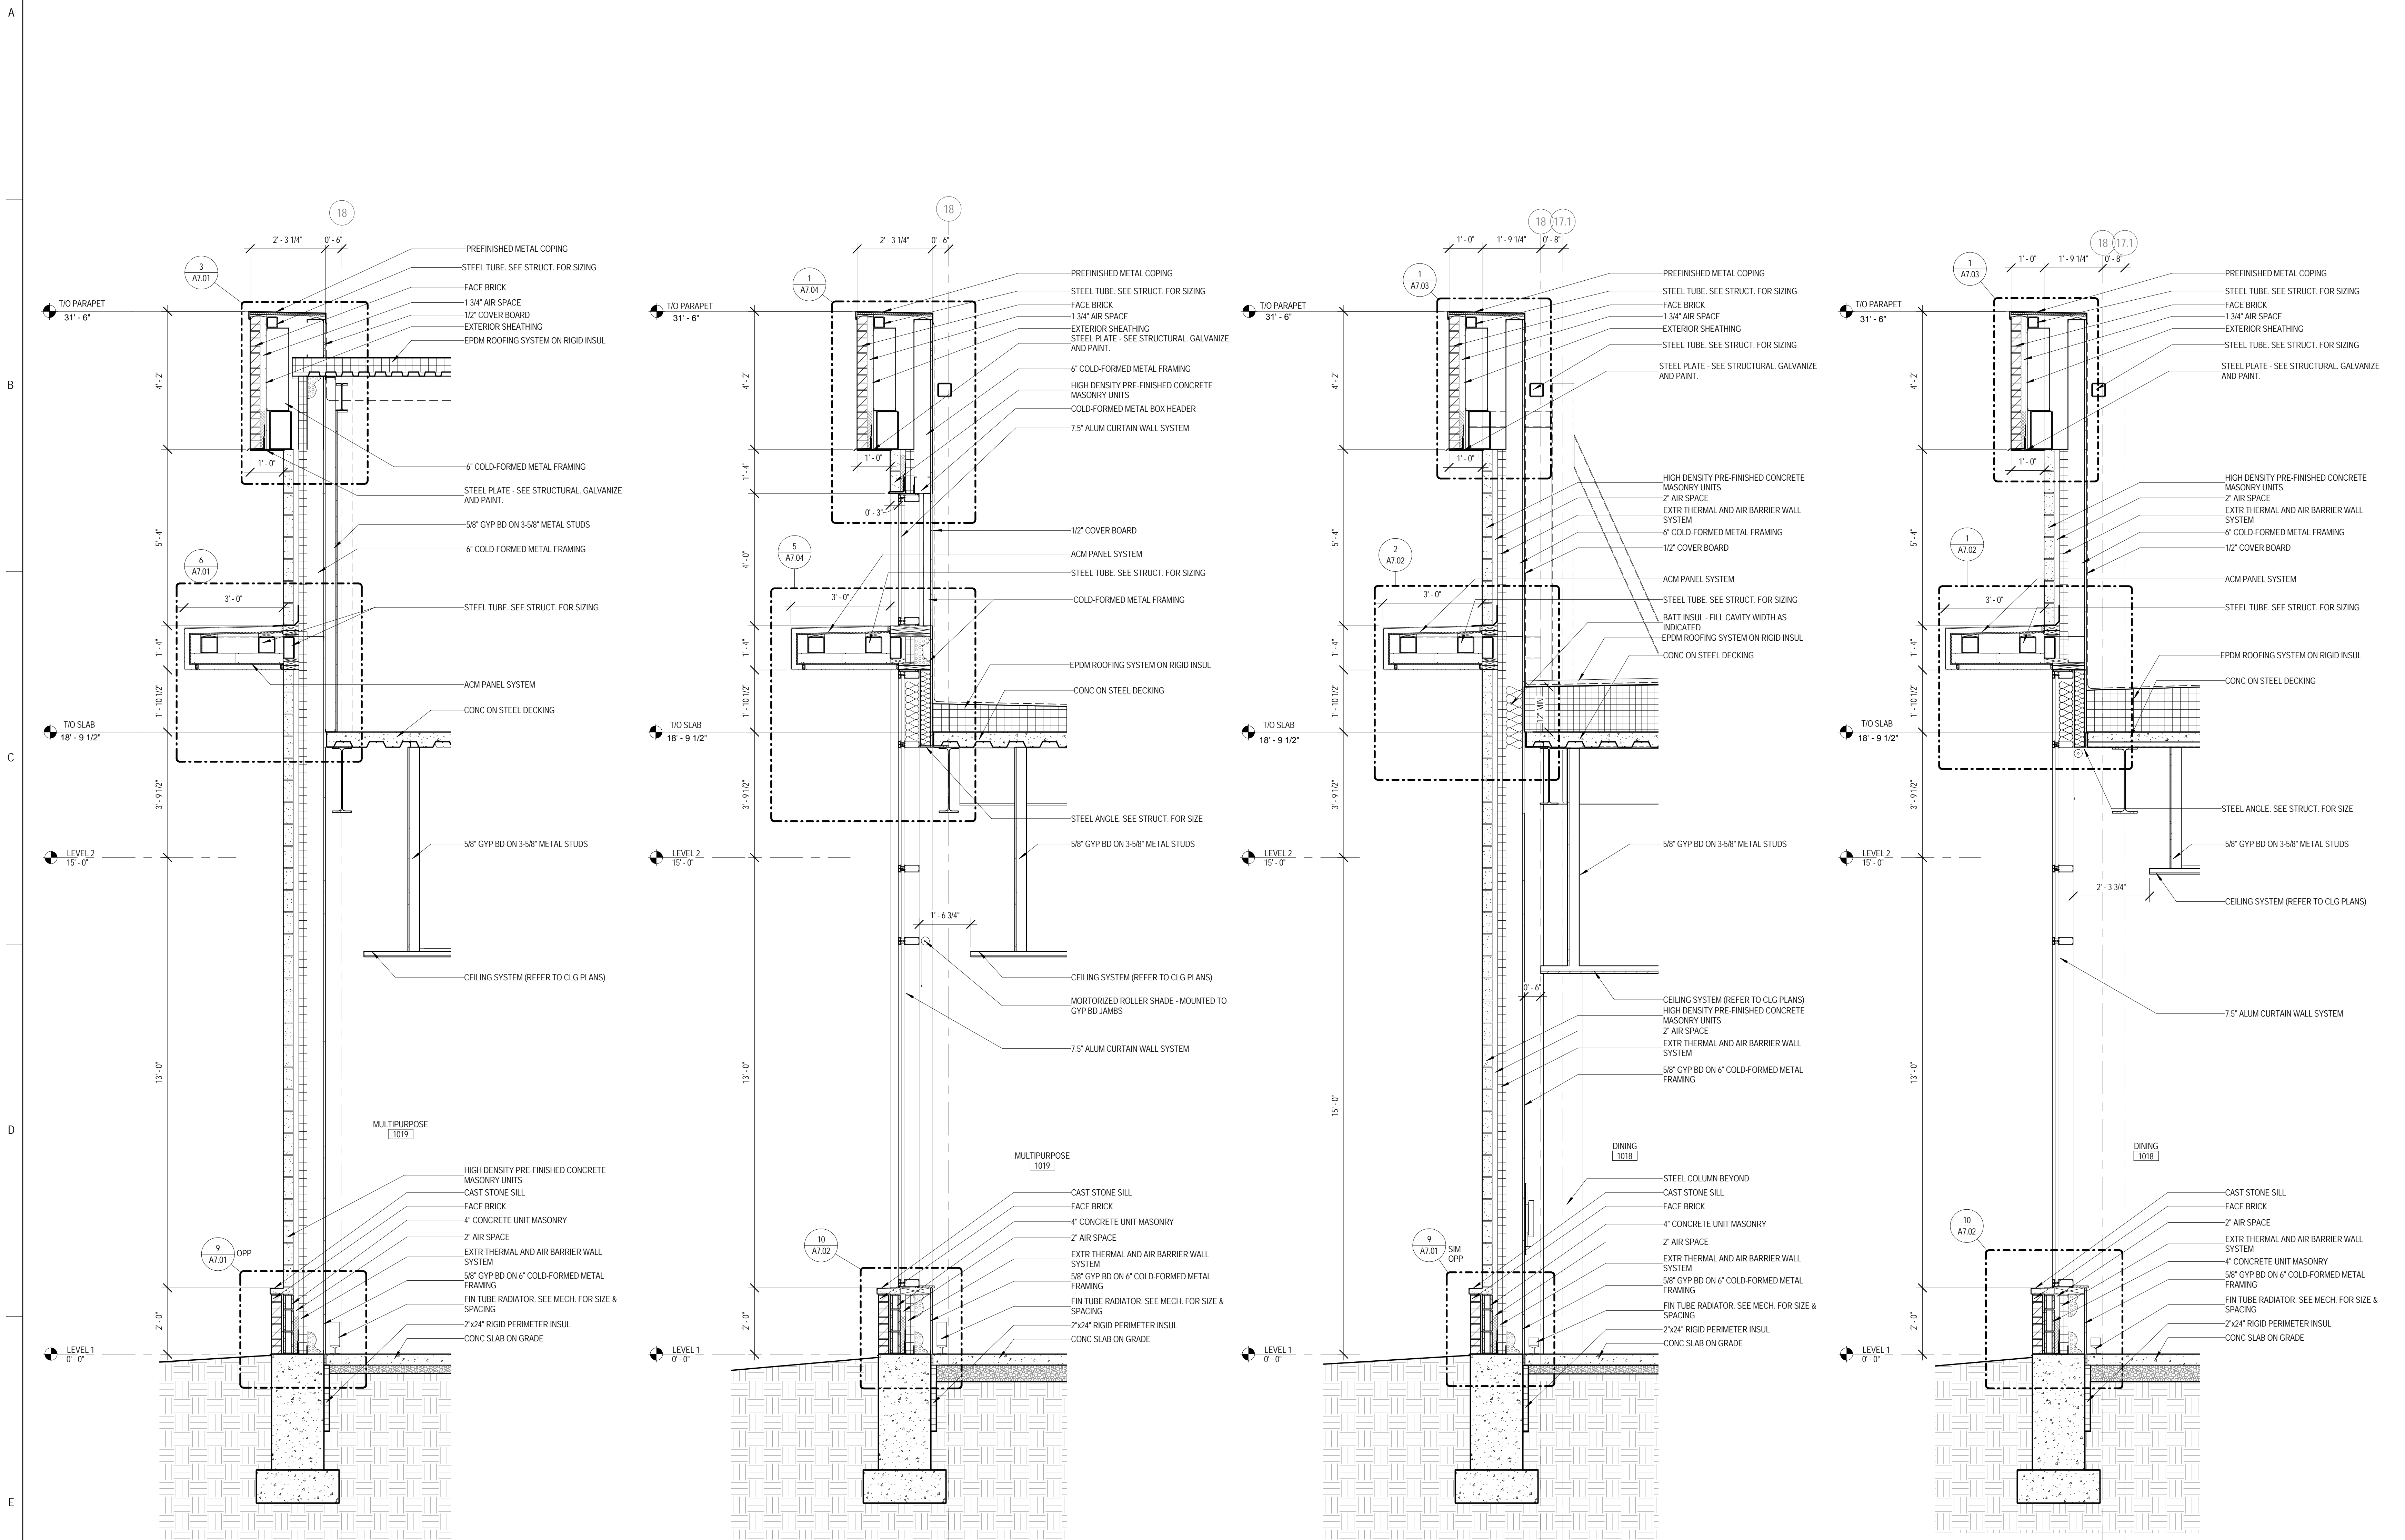 A
B
C
D
E
18
2' - 3 1/4"
0' - 6"
3
A7.01
T/O PARAPET
31' - 6"
PREFINISHED METAL COPING
STEEL TUBE. SEE STRUCT. FOR SIZING
FACE BRICK
1 3/4" AIR SPACE
1/2" COVER BOARD
EXTERIOR SHEATHING
EPDM ROOFING SYSTEM ON RIGID INSUL
4' - 2"
1' - 0"
6" COLD-FORMED METAL FRAMING
STEEL PLATE - SEE STRUCTURAL. GALVANIZE
AND PAINT.
5/8" GYP BD ON 3-5/8" METAL STUDS
6" COLD-FORMED METAL FRAMING
5' - 4"
6
A7.01
3' - 0"
STEEL TUBE. SEE STRUCT. FOR SIZING
1' - 4"
ACM PANEL SYSTEM
1' - 10 1/2"
CONC ON STEEL DECKING
T/O SLAB
18' - 9 1/2"
3' - 9 1/2"
5/8" GYP BD ON 3-5/8" METAL STUDS
LEVEL 2
15' - 0"
CEILING SYSTEM (REFER TO CLG PLANS)
13' - 0"
MULTIPURPOSE
1019
HIGH DENSITY PRE-FINISHED CONCRETE
MASONRY UNITS
CAST STONE SILL
FACE BRICK
4" CONCRETE UNIT MASONRY
2" AIR SPACE
9
A7.01
OPP
EXTR THERMAL AND AIR BARRIER WALL
SYSTEM
5/8" GYP BD ON 6" COLD-FORMED METAL
FRAMING
FIN TUBE RADIATOR. SEE MECH. FOR SIZE &
SPACING
2"x24" RIGID PERIMETER INSUL
CONC SLAB ON GRADE
2' - 0"
LEVEL 1
0' - 0"
18
2' - 3 1/4"
0' - 6"
1
A7.04
T/O PARAPET
31' - 6"
PREFINISHED METAL COPING
STEEL TUBE. SEE STRUCT. FOR SIZING
FACE BRICK
1 3/4" AIR SPACE
EXTERIOR SHEATHING
STEEL PLATE - SEE STRUCTURAL. GALVANIZE
AND PAINT.
6" COLD-FORMED METAL FRAMING
HIGH DENSITY PRE-FINISHED CONCRETE
MASONRY UNITS
COLD-FORMED METAL BOX HEADER
7.5" ALUM CURTAIN WALL SYSTEM
4' - 2"
1' - 0"
1' - 4"
0' - 3"
1/2" COVER BOARD
5
A7.04
4' - 0"
ACM PANEL SYSTEM
STEEL TUBE. SEE STRUCT. FOR SIZING
3' - 0"
COLD-FORMED METAL FRAMING
1' - 4"
EPDM ROOFING SYSTEM ON RIGID INSUL
1' - 10 1/2"
CONC ON STEEL DECKING
T/O SLAB
18' - 9 1/2"
3' - 9 1/2"
STEEL ANGLE. SEE STRUCT. FOR SIZE
5/8" GYP BD ON 3-5/8" METAL STUDS
LEVEL 2
15' - 0"
1' - 6 3/4"
CEILING SYSTEM (REFER TO CLG PLANS)
MORTORIZED ROLLER SHADE - MOUNTED TO
GYP BD JAMBS
7.5" ALUM CURTAIN WALL SYSTEM
13' - 0"
MULTIPURPOSE
1019
CAST STONE SILL
FACE BRICK
4" CONCRETE UNIT MASONRY
2" AIR SPACE
10
A7.02
EXTR THERMAL AND AIR BARRIER WALL
SYSTEM
5/8" GYP BD ON 6" COLD-FORMED METAL
FRAMING
FIN TUBE RADIATOR. SEE MECH. FOR SIZE &
SPACING
2"x24" RIGID PERIMETER INSUL
CONC SLAB ON GRADE
2' - 0"
LEVEL 1
0' - 0"
18
17.1
1' - 0"
1' - 9 1/4"
0' - 8"
1
A7.03
T/O PARAPET
31' - 6"
PREFINISHED METAL COPING
STEEL TUBE. SEE STRUCT. FOR SIZING
FACE BRICK
1 3/4" AIR SPACE
EXTERIOR SHEATHING
STEEL TUBE. SEE STRUCT. FOR SIZING
STEEL PLATE - SEE STRUCTURAL. GALVANIZE
AND PAINT.
4' - 2"
1' - 0"
HIGH DENSITY PRE-FINISHED CONCRETE
MASONRY UNITS
2" AIR SPACE
EXTR THERMAL AND AIR BARRIER WALL
SYSTEM
6" COLD-FORMED METAL FRAMING
1/2" COVER BOARD
5' - 4"
2
A7.02
ACM PANEL SYSTEM
STEEL TUBE. SEE STRUCT. FOR SIZING
3' - 0"
BATT INSUL - FILL CAVITY WIDTH AS
INDICATED
EPDM ROOFING SYSTEM ON RIGID INSUL
CONC ON STEEL DECKING
1' - 4"
1' - 10 1/2"
12" MIN
T/O SLAB
18' - 9 1/2"
3' - 9 1/2"
5/8" GYP BD ON 3-5/8" METAL STUDS
LEVEL 2
15' - 0"
0' - 6"
CEILING SYSTEM (REFER TO CLG PLANS)
HIGH DENSITY PRE-FINISHED CONCRETE
MASONRY UNITS
2" AIR SPACE
EXTR THERMAL AND AIR BARRIER WALL
SYSTEM
5/8" GYP BD ON 6" COLD-FORMED METAL
FRAMING
15' - 0"
DINING
1018
STEEL COLUMN BEYOND
CAST STONE SILL
FACE BRICK
4" CONCRETE UNIT MASONRY
2" AIR SPACE
9
A7.01
SIM
OPP
EXTR THERMAL AND AIR BARRIER WALL
SYSTEM
5/8" GYP BD ON 6" COLD-FORMED METAL
FRAMING
FIN TUBE RADIATOR. SEE MECH. FOR SIZE &
SPACING
2"x24" RIGID PERIMETER INSUL
CONC SLAB ON GRADE
LEVEL 1
0' - 0"
18
17.1
1' - 0"
1' - 9 1/4"
0' - 8"
1
A7.03
T/O PARAPET
31' - 6"
PREFINISHED METAL COPING
STEEL TUBE. SEE STRUCT. FOR SIZING
FACE BRICK
1 3/4" AIR SPACE
EXTERIOR SHEATHING
STEEL TUBE. SEE STRUCT. FOR SIZING
STEEL PLATE - SEE STRUCTURAL. GALVANIZE
AND PAINT.
4' - 2"
1' - 0"
HIGH DENSITY PRE-FINISHED CONCRETE
MASONRY UNITS
2" AIR SPACE
EXTR THERMAL AND AIR BARRIER WALL
SYSTEM
6" COLD-FORMED METAL FRAMING
1/2" COVER BOARD
5' - 4"
1
A7.02
ACM PANEL SYSTEM
3' - 0"
STEEL TUBE. SEE STRUCT. FOR SIZING
1' - 4"
EPDM ROOFING SYSTEM ON RIGID INSUL
CONC ON STEEL DECKING
1' - 10 1/2"
T/O SLAB
18' - 9 1/2"
3' - 9 1/2"
STEEL ANGLE. SEE STRUCT. FOR SIZE
5/8" GYP BD ON 3-5/8" METAL STUDS
LEVEL 2
15' - 0"
2' - 3 3/4"
CEILING SYSTEM (REFER TO CLG PLANS)
7.5" ALUM CURTAIN WALL SYSTEM
13' - 0"
DINING
1018
CAST STONE SILL
FACE BRICK
2" AIR SPACE
10
A7.02
EXTR THERMAL AND AIR BARRIER WALL
SYSTEM
4" CONCRETE UNIT MASONRY
5/8" GYP BD ON 6" COLD-FORMED METAL
FRAMING
FIN TUBE RADIATOR. SEE MECH. FOR SIZE &
SPACING
2"x24" RIGID PERIMETER INSUL
CONC SLAB ON GRADE
2' - 0"
LEVEL 1
0' - 0"